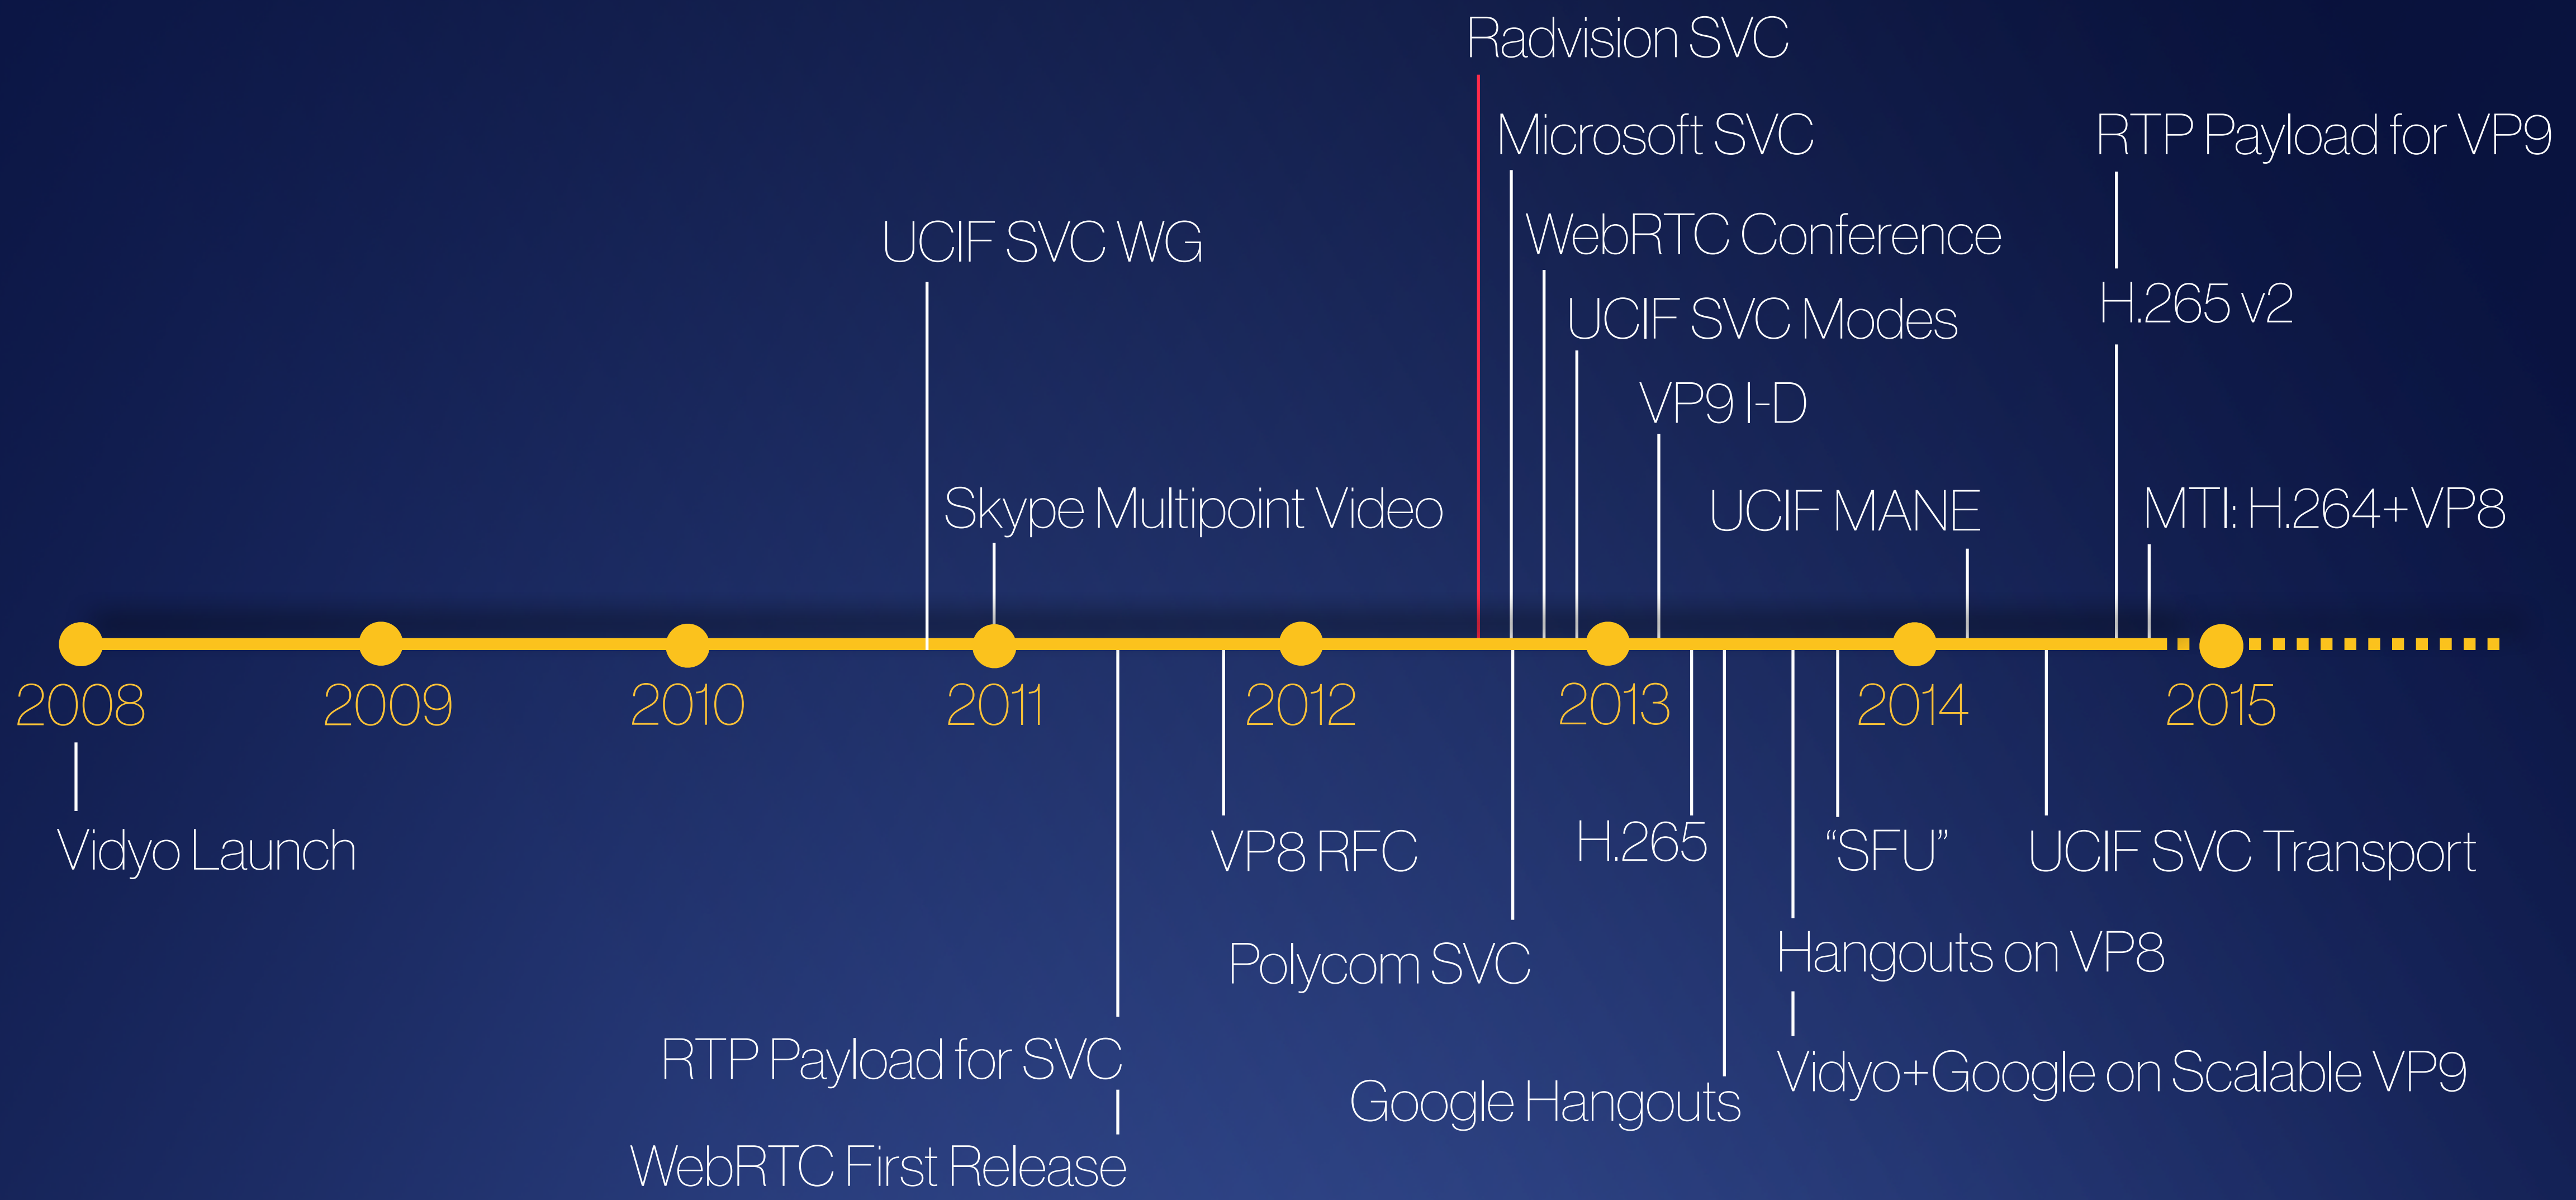 Radvision SVC
Microsoft SVC
RTP Payload for VP9
WebRTC Conference
UCIF SVC WG
H.265 v2
UCIF SVC Modes
VP9 I-D
Skype Multipoint Video
UCIF MANE
MTI: H.264+VP8
2008
2009
2010
2011
2012
2013
2014
2015
Vidyo Launch
VP8 RFC
H.265
“SFU”
UCIF SVC Transport
Polycom SVC
Hangouts on VP8
RTP Payload for SVC
Vidyo+Google on Scalable VP9
Google Hangouts
WebRTC First Release